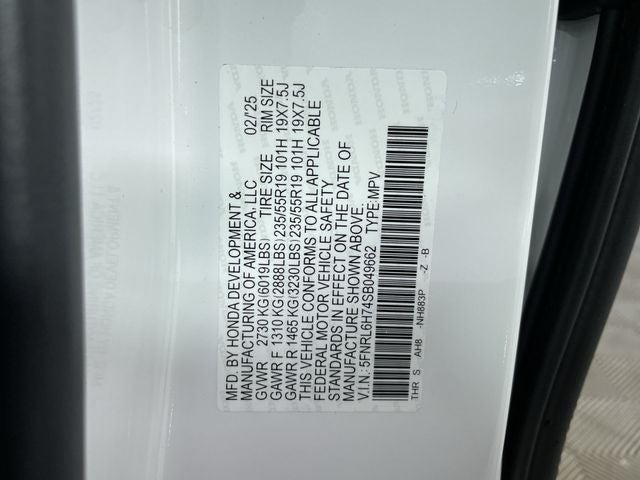 MFD. BY HONDA DEVELOPMENT &
MANUFACTURING OF AMERICA, LLC 02/'25
GVWR 2730 KG(6019LBS) TIRE SIZE RIM SIZE
GAWR F 1310 KG(2888LBS)235/55R19 101H 19X7.5J
GAWR R 1465 KG(3230LBS)235/55R19 101H 19X7.5J
THIS VEHICLE CONFORMS TO ALL APPLICABLE
FEDERAL MOTOR VEHICLE SAFETY
STANDARDS IN EFFECT ON THE DATE OF
MANUFACTURE SHOWN ABOVE.
V.I.N.: 5FNRL6H74SB049662 TYPE: MPV
THR S AH8 -NH883P -Z -B